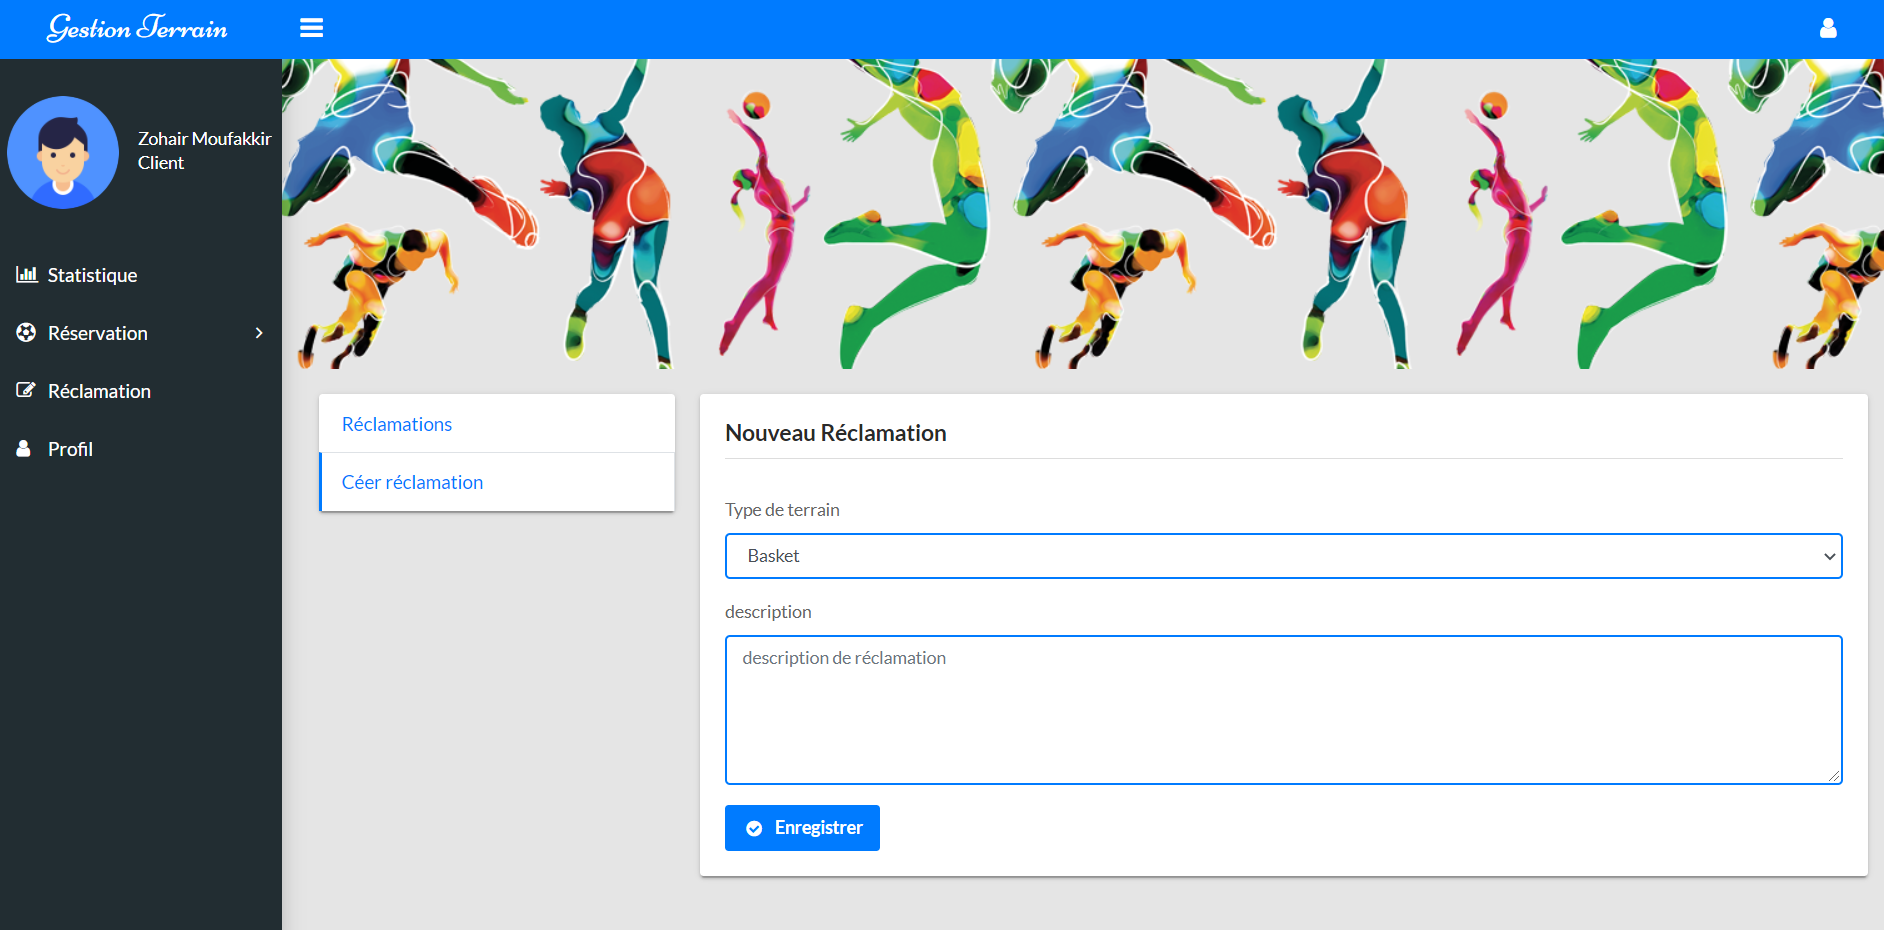 Gestion Terrain
Zohair Moufakkir
Client
Statistique
Réservation
Réclamation
Profil
Réclamations
Céer réclamation
Nouveau Réclamation
Type de terrain
Basket
description
description de réclamation
Enregistrer